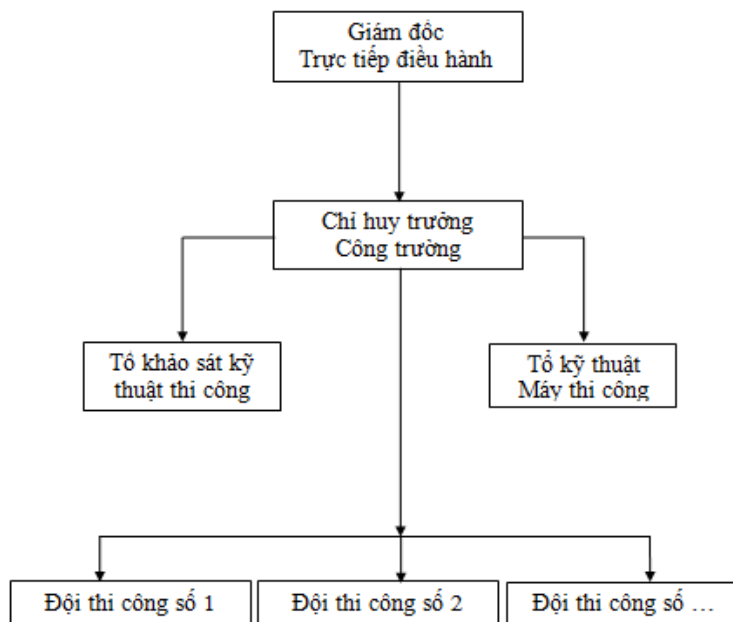 Giám đốc
Trực tiếp điều hành
Chỉ huy trưởng
Công trường
Tổ khảo sát kỹ
thuật thi công
Tổ kỹ thuật
Máy thi công
Đội thi công số 1
Đội thi công số 2
Đội thi công số …